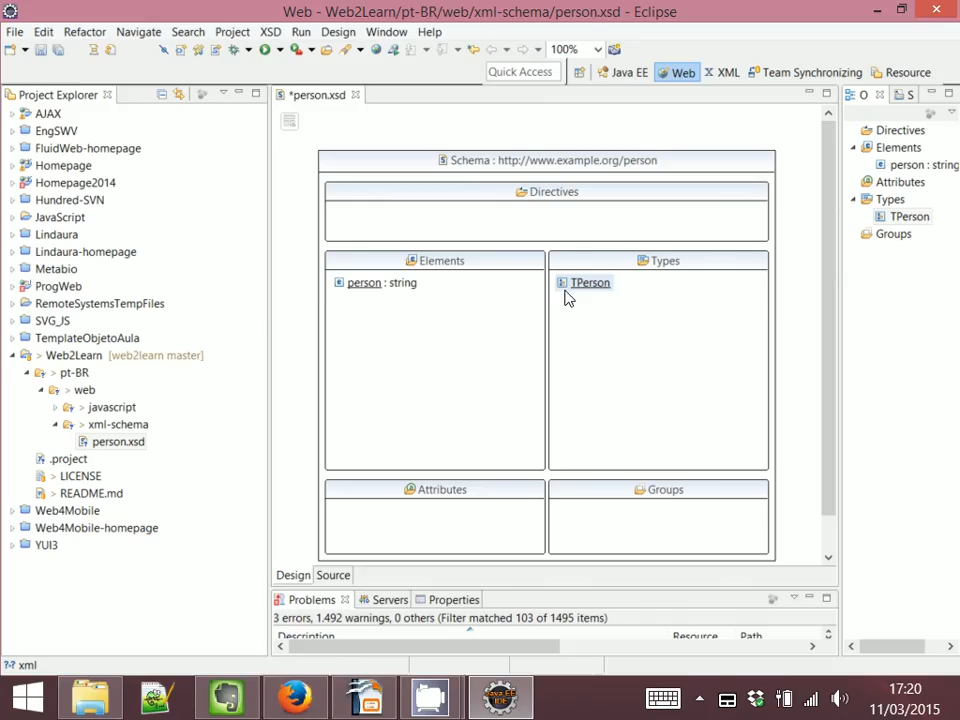 Web - Web2Learn/pt-BR/web/xml-schema/person.xsd - Eclipse
File Edit Refactor Navigate Search Project XSD Run Design Window Help
100%
Quick Access Java EE Web XML Team Synchronizing Resource
Project Explorer
*person.xsd
O S
AJAX
EngSWV
FluidWeb-homepage
Homepage
Homepage2014
Hundred-SVN
JavaScript
Lindaura
Lindaura-homepage
Metabio
ProgWeb
RemoteSystemsTempFiles
SVG_JS
TemplateObjetoAula
> Web2Learn [web2learn master]
> pt-BR
> web
> javascript
> xml-schema
person.xsd
.project
> LICENSE
> README.md
Web4Mobile
Web4Mobile-homepage
YUI3
Schema : http://www.example.org/person
Directives
Elements
person : string
Types
TPerson
Attributes
Groups
Design Source
Directives
Elements
person : string
Attributes
Types
TPerson
Groups
Problems Servers Properties
3 errors, 1.492 warnings, 0 others (Filter matched 103 of 1495 items)
Description Resource Path
xml
Java EE
IDE
17:20
11/03/2015